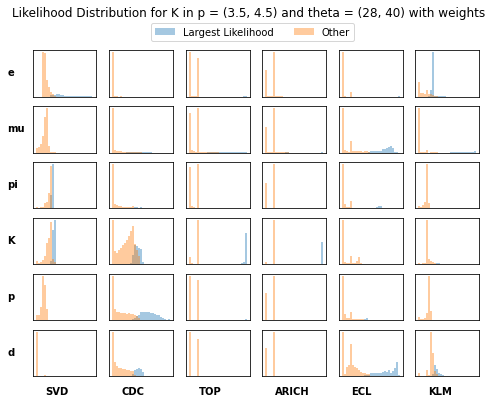 Likelihood Distribution for K in p = (3.5, 4.5) and theta = (28, 40) with weights
Largest Likelihood Other
e
mu
pi
K
p
d
SVD CDC TOP ARICH ECL KLM